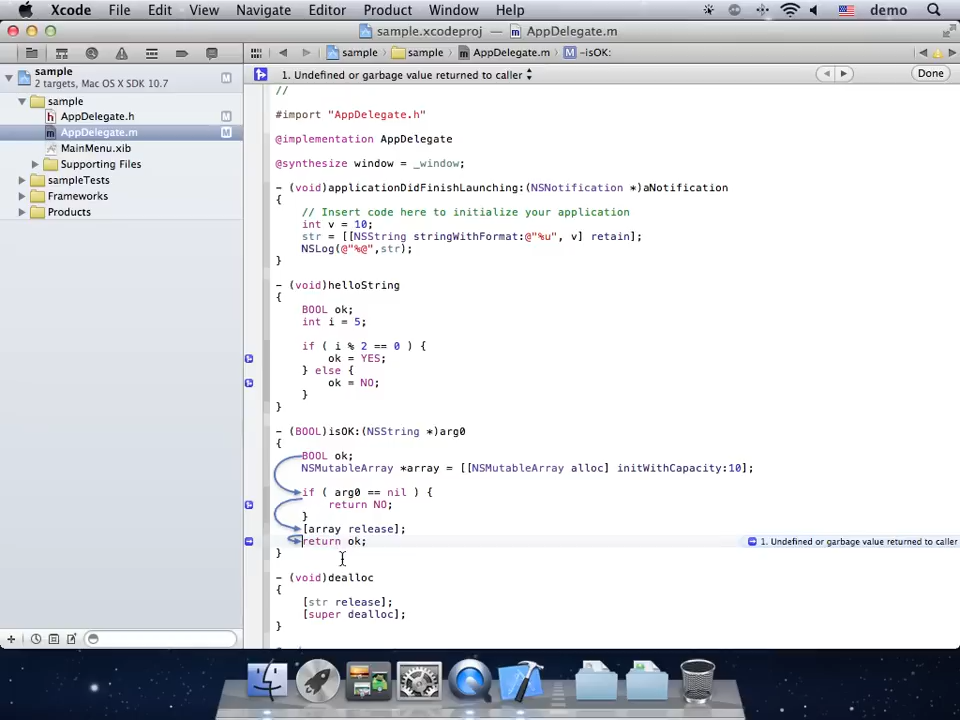 Xcode File Edit View Navigate Editor Product Window Help demo
sample.xcodeproj — AppDelegate.m
sample sample AppDelegate.m M -isOK:
sample M
2 targets, Mac OS X SDK 10.7
1. Undefined or garbage value returned to caller Done
sample
h AppDelegate.h M
m AppDelegate.m M
MainMenu.xib
Supporting Files
sampleTests
Frameworks
Products
//
#import "AppDelegate.h"
@implementation AppDelegate
@synthesize window = _window;
- (void)applicationDidFinishLaunching:(NSNotification *)aNotification
{
// Insert code here to initialize your application
int v = 10;
str = [[NSString stringWithFormat:@"%u", v] retain];
NSLog(@"%@",str);
}
- (void)helloString
{
BOOL ok;
int i = 5;
if ( i % 2 == 0 ) {
ok = YES;
} else {
ok = NO;
}
}
- (BOOL)isOK:(NSString *)arg0
{
BOOL ok;
NSMutableArray *array = [[NSMutableArray alloc] initWithCapacity:10];
if ( arg0 == nil ) {
return NO;
}
[array release];
return ok; 1. Undefined or garbage value returned to caller
}
- (void)dealloc
{
[str release];
[super dealloc];
}